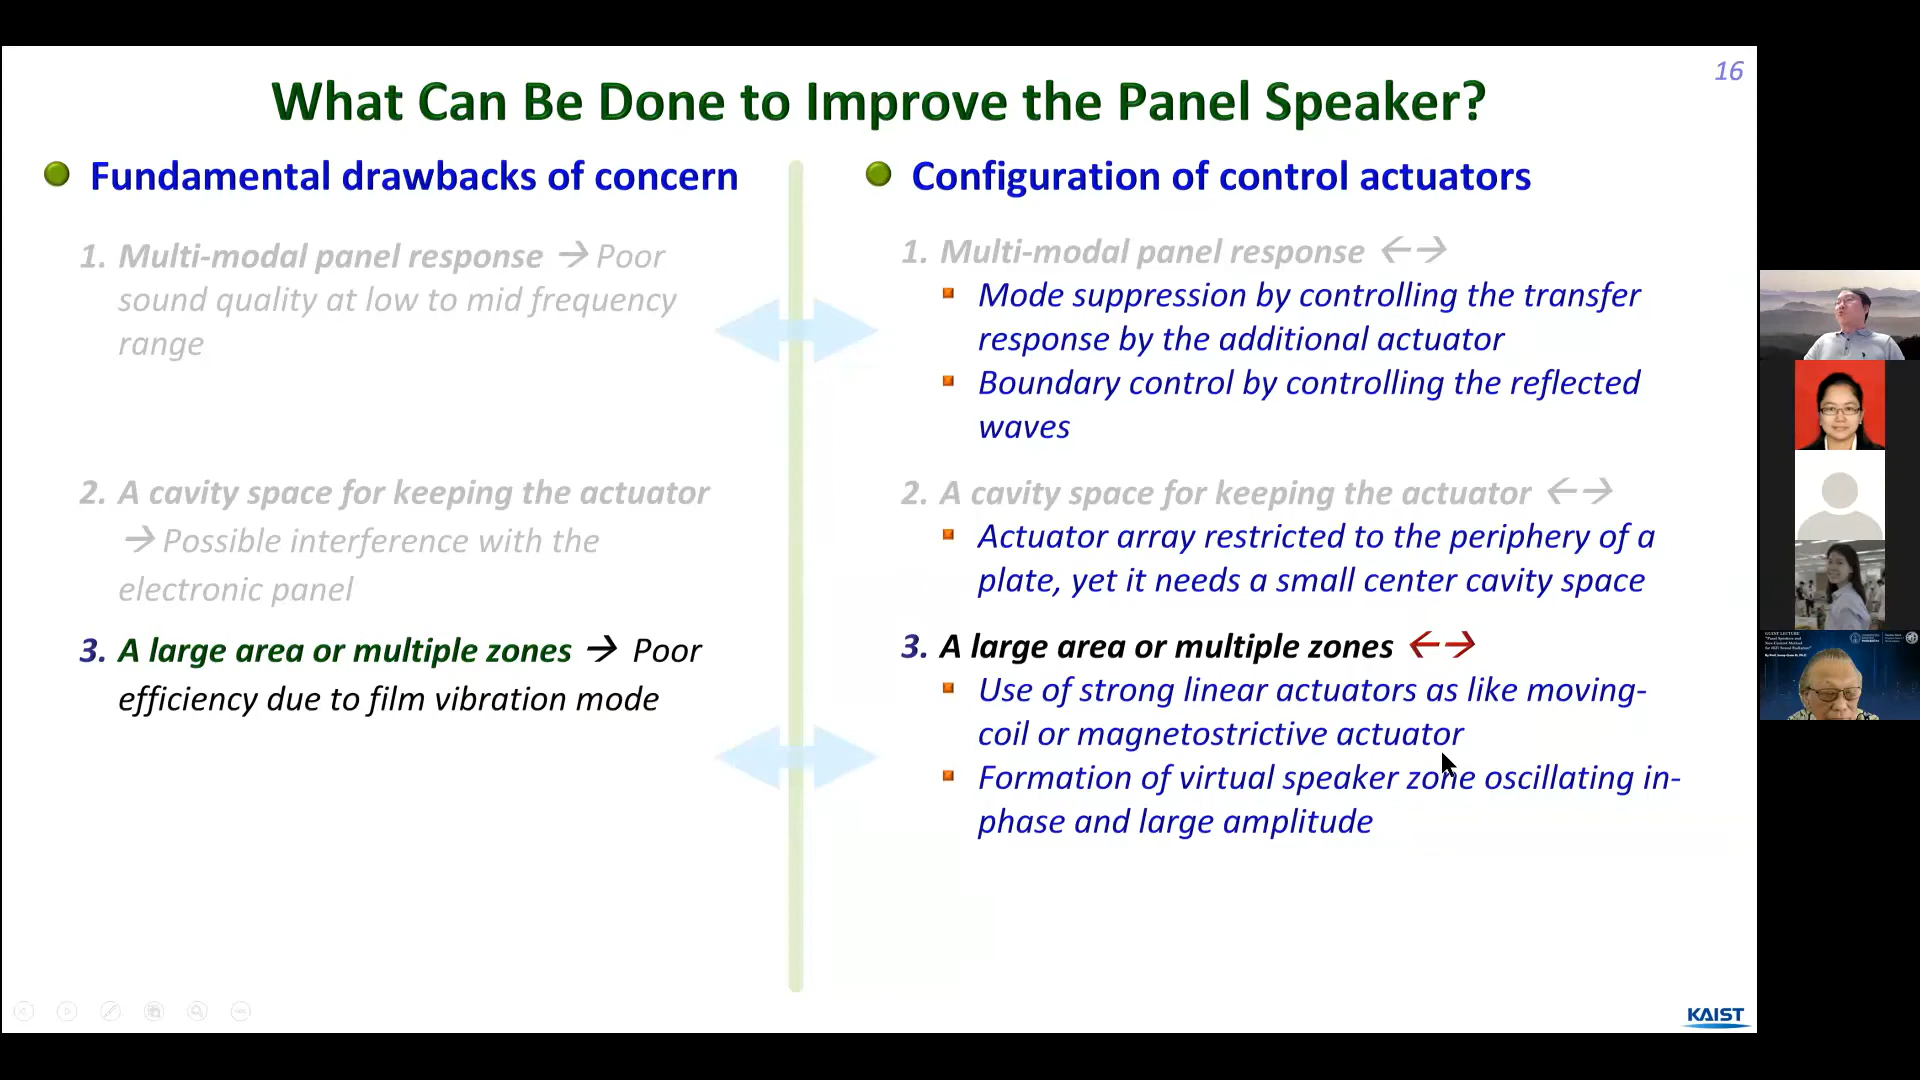 16
What Can Be Done to Improve the Panel Speaker?
Fundamental drawbacks of concern
1. Multi-modal panel response → Poor
sound quality at low to mid frequency
range
2. A cavity space for keeping the actuator
→ Possible interference with the
electronic panel
3. A large area or multiple zones → Poor
efficiency due to film vibration mode
Configuration of control actuators
1. Multi-modal panel response ←→
Mode suppression by controlling the transfer
response by the additional actuator
Boundary control by controlling the reflected
waves
2. A cavity space for keeping the actuator ←→
Actuator array restricted to the periphery of a
plate, yet it needs a small center cavity space
3. A large area or multiple zones ←→
Use of strong linear actuators as like moving-
coil or magnetostrictive actuator
Formation of virtual speaker zone oscillating in-
phase and large amplitude
KAIST
GUEST LECTURE